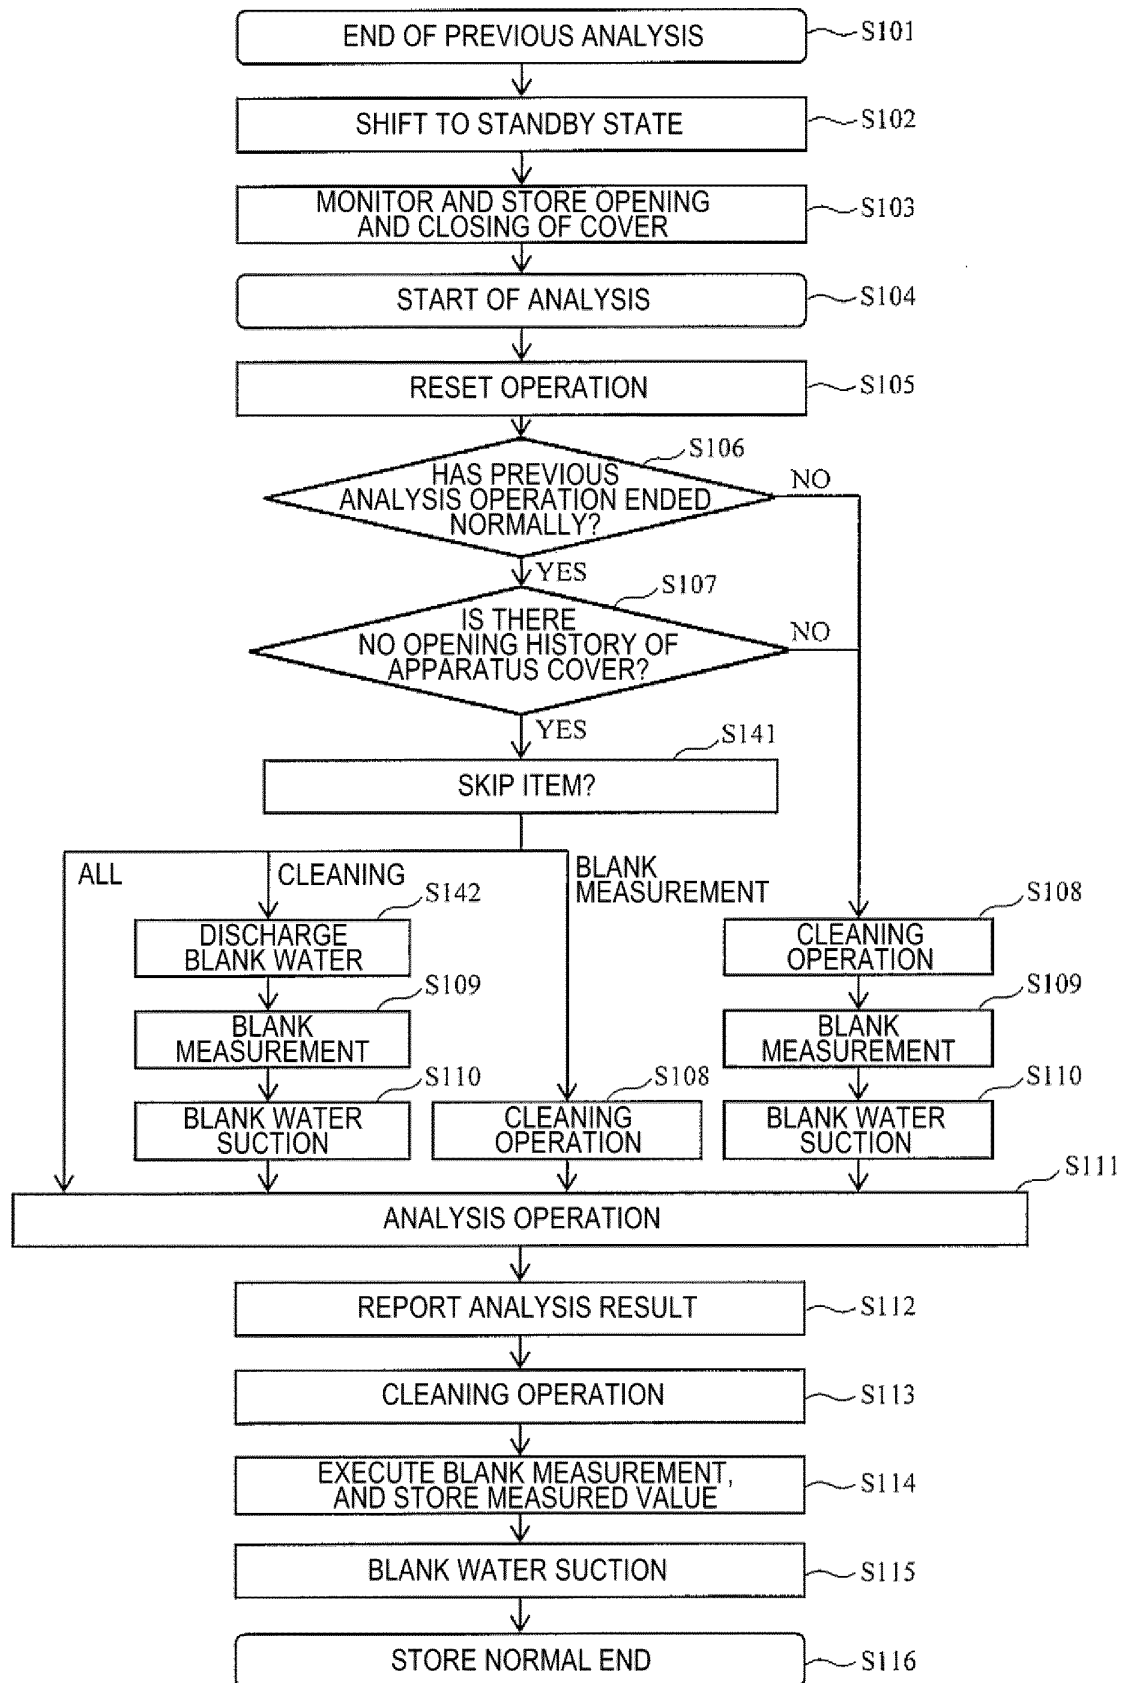 END OF PREVIOUS ANALYSIS
S101
SHIFT TO STANDBY STATE
S102
MONITOR AND STORE OPENING
AND CLOSING OF COVER
S103
START OF ANALYSIS
S104
RESET OPERATION
S105
S106
HAS PREVIOUS
ANALYSIS OPERATION ENDED
NORMALLY?
NO
YES
S107
IS THERE
NO OPENING HISTORY OF
APPARATUS COVER?
NO
YES
S141
SKIP ITEM?
ALL
CLEANING
BLANK
MEASUREMENT
S142
DISCHARGE
BLANK WATER
S108
CLEANING
OPERATION
S109
BLANK
MEASUREMENT
S109
BLANK
MEASUREMENT
S110
BLANK WATER
SUCTION
S108
CLEANING
OPERATION
S110
BLANK WATER
SUCTION
S111
ANALYSIS OPERATION
REPORT ANALYSIS RESULT
S112
CLEANING OPERATION
S113
EXECUTE BLANK MEASUREMENT,
AND STORE MEASURED VALUE
S114
BLANK WATER SUCTION
S115
STORE NORMAL END
S116